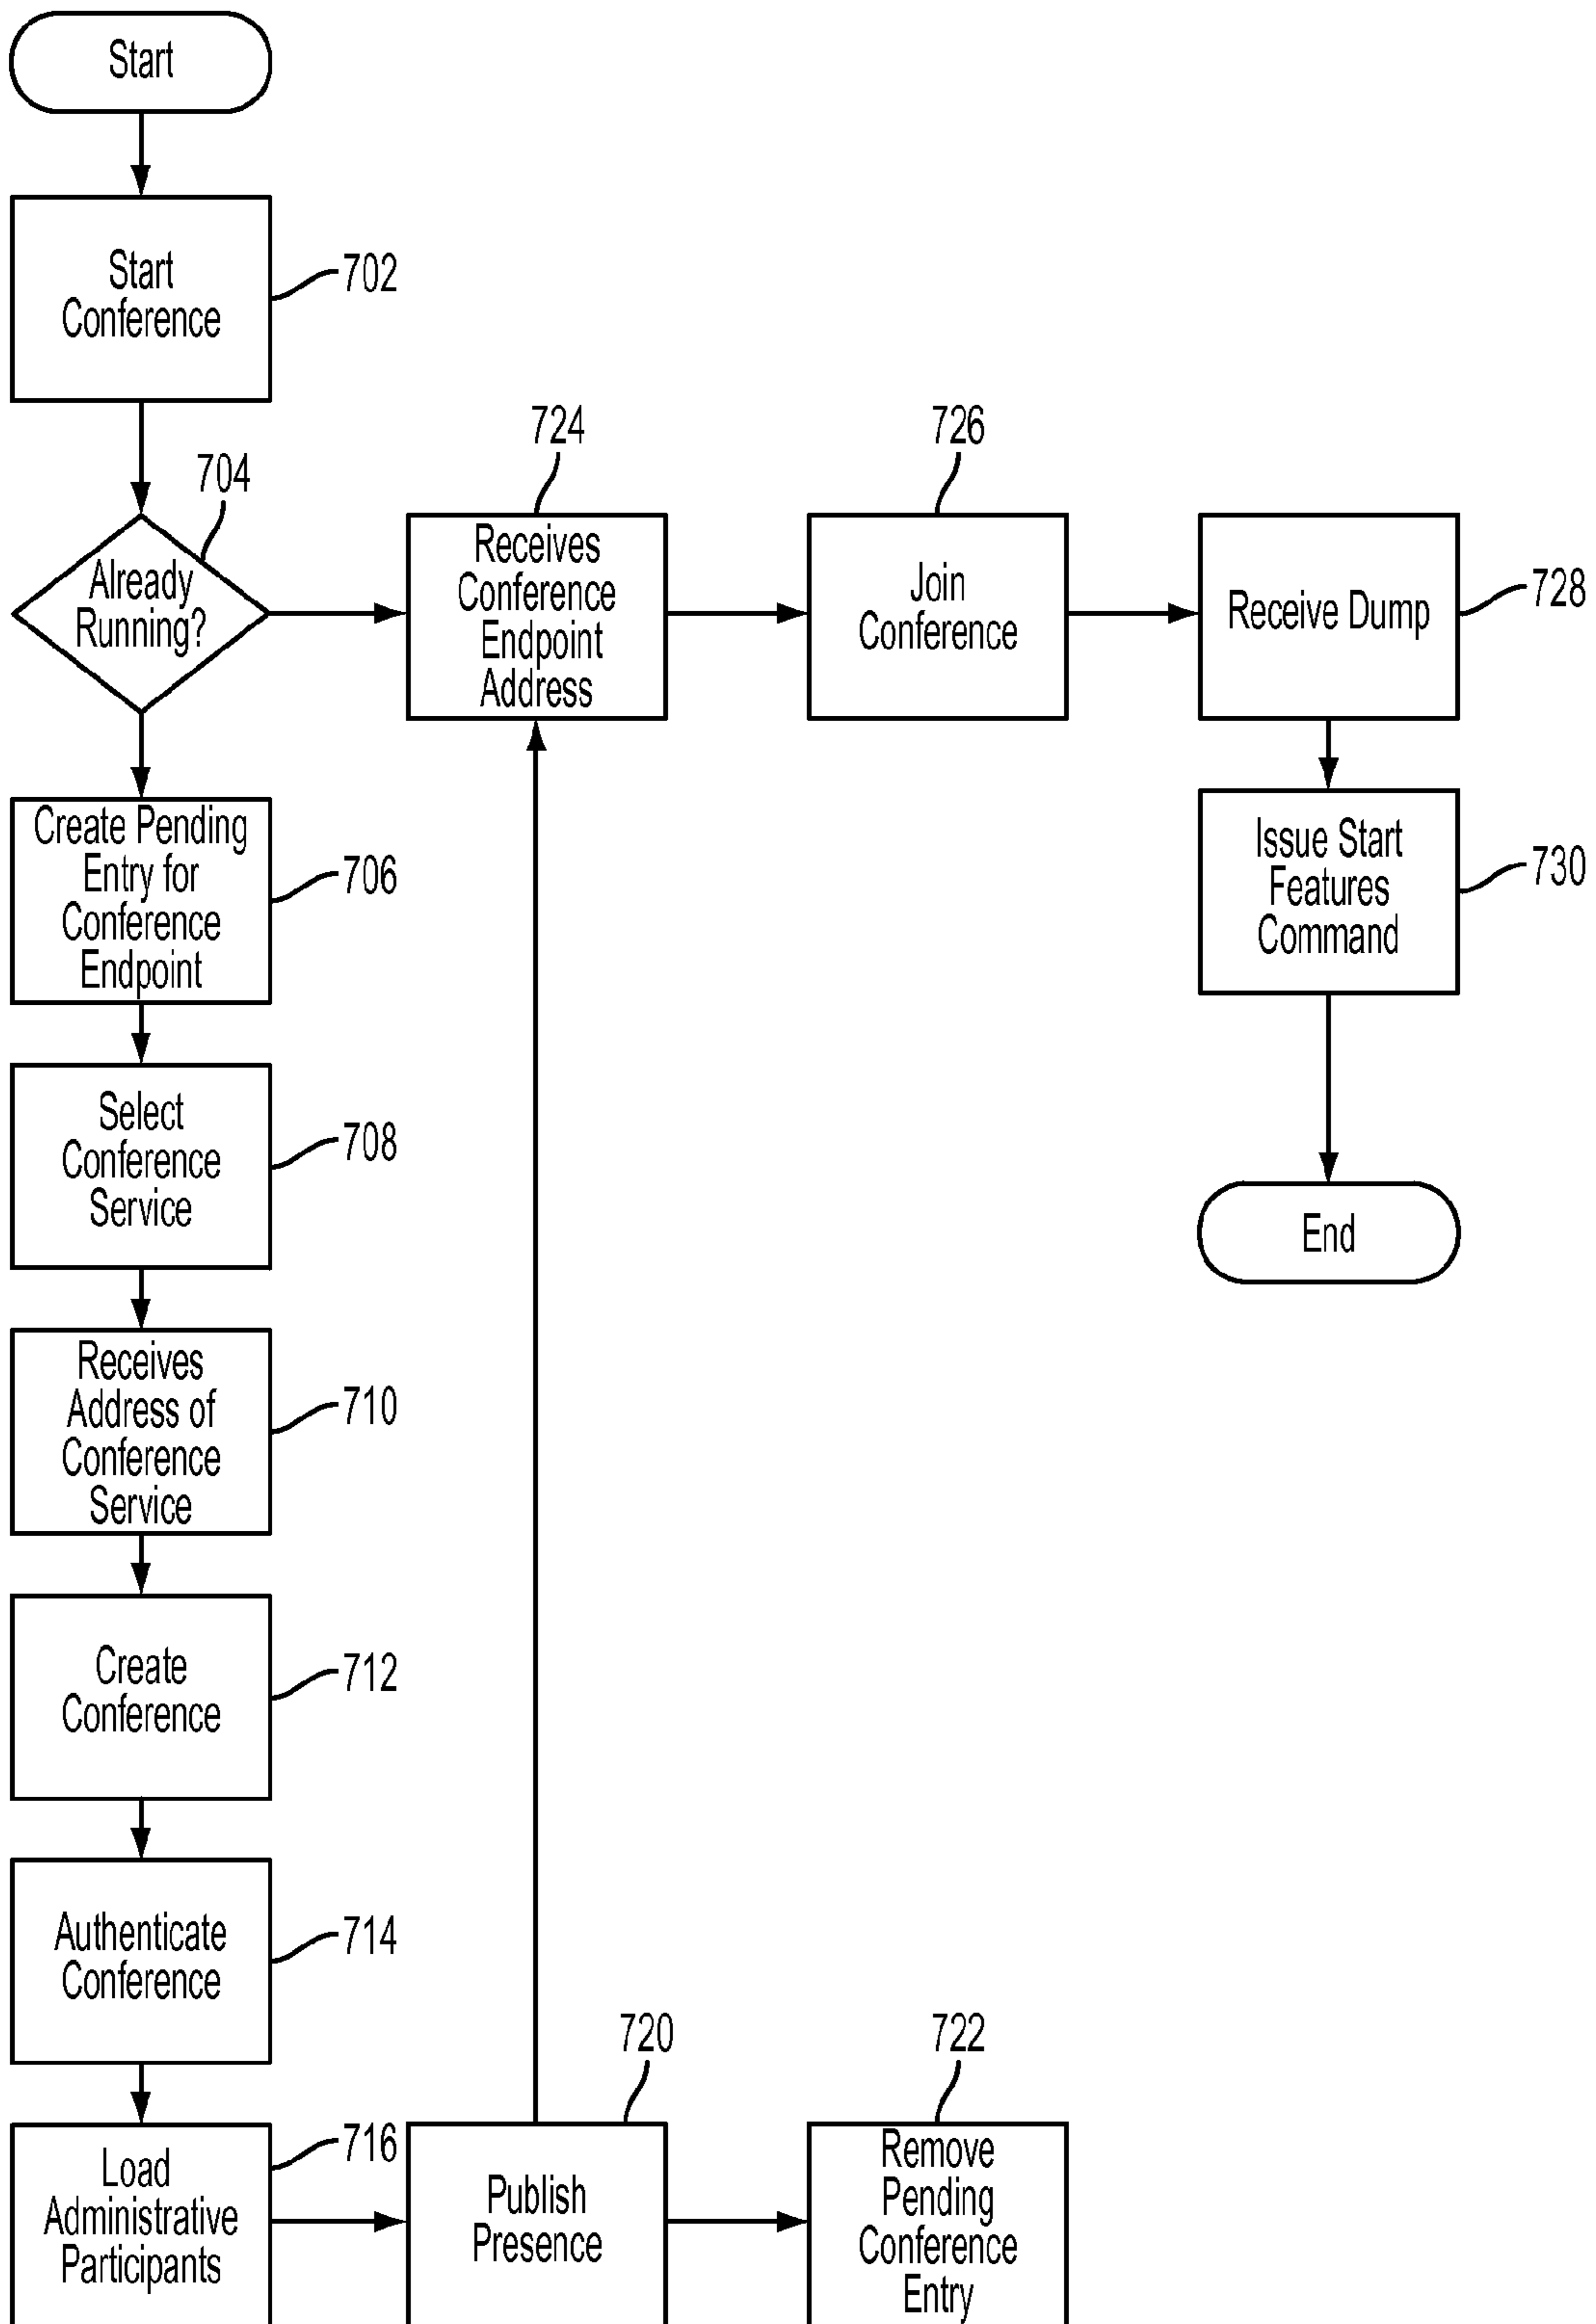 Start
Start
Conference
702
704
Already
Running?
724
Receives
Conference
Endpoint
Address
726
Join
Conference
Receive Dump
728
Create Pending
Entry for
Conference
Endpoint
706
Issue Start
Features
Command
730
Select
Conference
Service
708
End
Receives
Address of
Conference
Service
710
Create
Conference
712
Authenticate
Conference
714
Load
Administrative
Participants
716
720
Publish
Presence
722
Remove
Pending
Conference
Entry